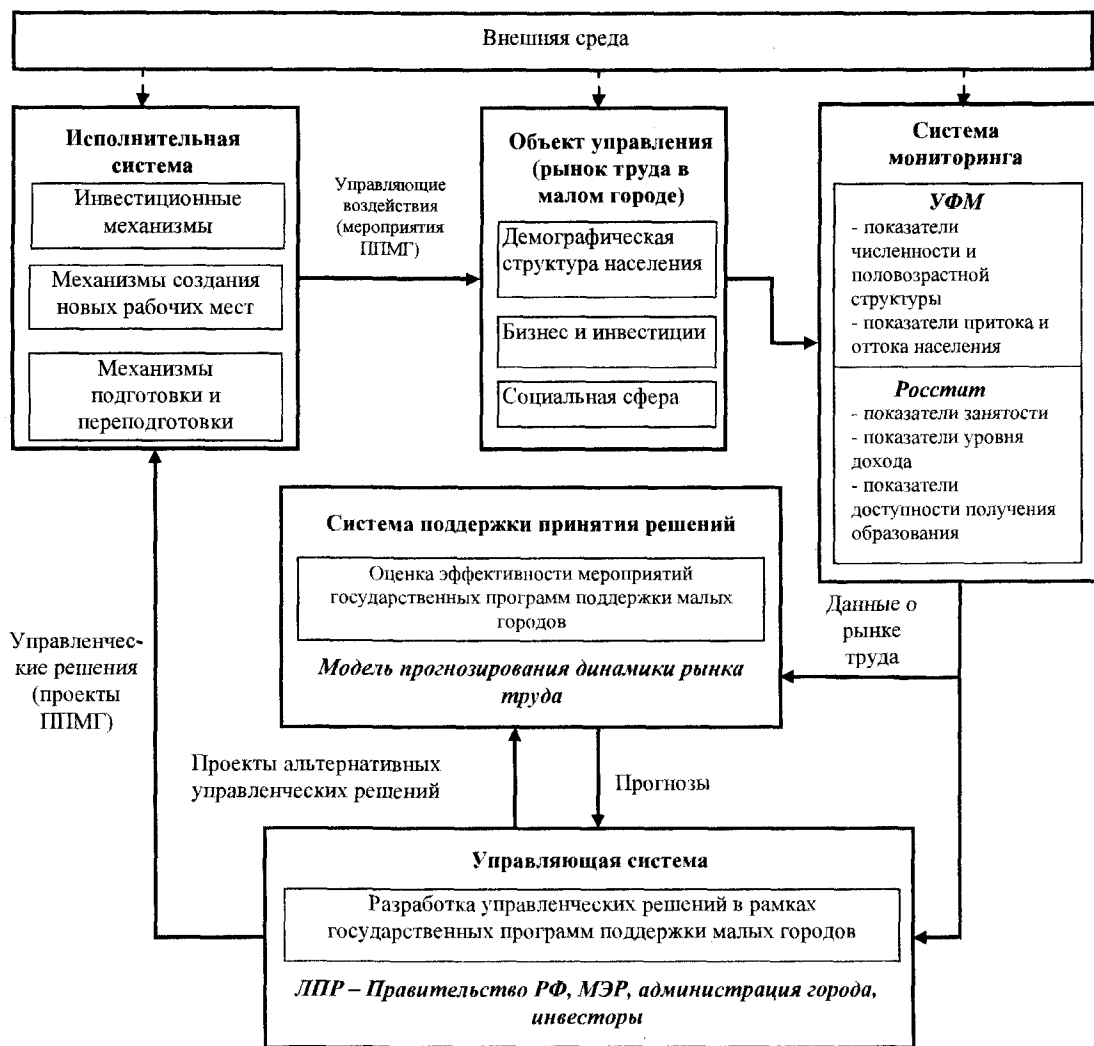 Внешняя среда
Исполнительная
система
Инвестиционные
механизмы
Механизмы создания
новых рабочих мест
Механизмы
подготовки и
переподготовки
Управляющие
воздействия
(мероприятия
ППМГ)
Объект управления
(рынок труда в
малом городе)
Демографическая
структура населения
Бизнес и инвестиции
Социальная сфера
Система
мониторинга
УФМ
- показатели
численности и
половозрастной
структуры
- показатели притока и
оттока населения
Росстат
- показатели занятости
- показатели уровня
дохода
- показатели
доступности получения
образования
Система поддержки принятия решений
Оценка эффективности мероприятий
государственных программ поддержки малых
городов
Модель прогнозирования динамики рынка
труда
Данные о
рынке
труда
Управленчес-
кие решения
(проекты
ППМГ)
Проекты альтернативных
управленческих решений
Прогнозы
Управляющая система
Разработка управленческих решений в рамках
государственных программ поддержки малых городов
ЛПР – Правительство РФ, МЭР, администрация города,
инвесторы